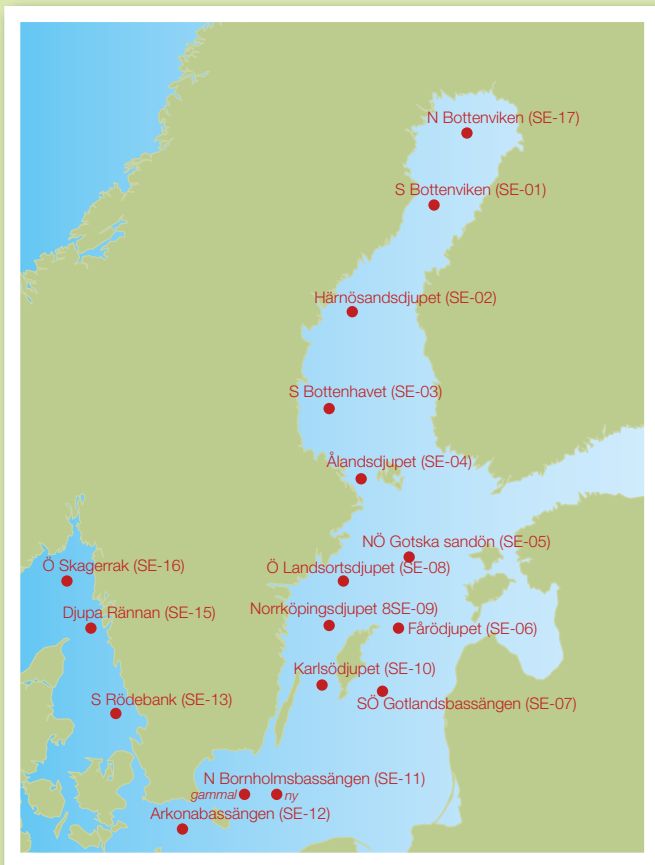 N Bottenviken (SE-17)
S Bottenviken (SE-01)
Härnösandsdjupet (SE-02)
S Bottenhavet (SE-03)
Ålandsdjupet (SE-04)
NÖ Gotska sandön (SE-05)
Ö Skagerrak (SE-16)
Ö Landsortsdjupet (SE-08)
Djupa Rännan (SE-15)
Norrköpingsdjupet 8SE-09)
Fårödjupet (SE-06)
Karlsödjupet (SE-10)
S Rödebank (SE-13)
SÖ Gotlandsbassängen (SE-07)
N Bornholmsbassängen (SE-11)
gammal
ny
Arkonabassängen (SE-12)